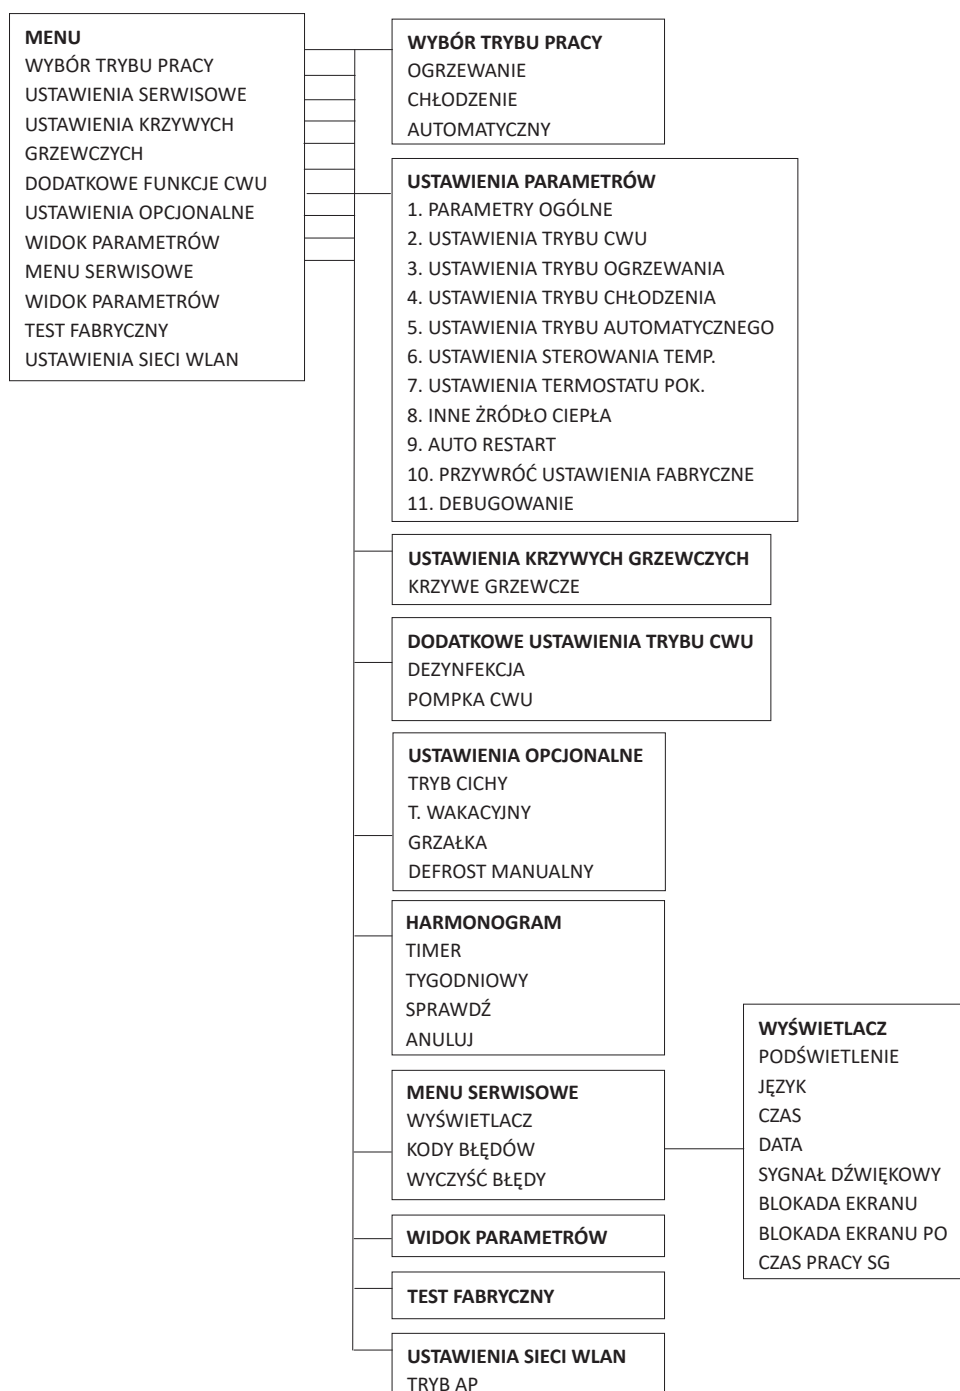 MENU
WYBÓR TRYBU PRACY
USTAWIENIA SERWISOWE
USTAWIENIA KRZYWYCH
GRZEWCZYCH
DODATKOWE FUNKCJE CWU
USTAWIENIA OPCJONALNE
WIDOK PARAMETRÓW
MENU SERWISOWE
WIDOK PARAMETRÓW
TEST FABRYCZNY
USTAWIENIA SIECI WLAN
WYBÓR TRYBU PRACY
OGRZEWANIE
CHŁODZENIE
AUTOMATYCZNY
USTAWIENIA PARAMETRÓW
1. PARAMETRY OGÓLNE
2. USTAWIENIA TRYBU CWU
3. USTAWIENIA TRYBU OGRZEWANIA
4. USTAWIENIA TRYBU CHŁODZENIA
5. USTAWIENIA TRYBU AUTOMATYCZNEGO
6. USTAWIENIA STEROWANIA TEMP.
7. USTAWIENIA TERMOSTATU POK.
8. INNE ŻRÓDŁO CIEPŁA
9. AUTO RESTART
10. PRZYWRÓĆ USTAWIENIA FABRYCZNE
11. DEBUGOWANIE
USTAWIENIA KRZYWYCH GRZEWCZYCH
KRZYWE GRZEWCZE
DODATKOWE USTAWIENIA TRYBU CWU
DEZYNFEKCJA
POMPKA CWU
USTAWIENIA OPCJONALNE
TRYB CICHY
T. WAKACYJNY
GRZAŁKA
DEFROST MANUALNY
HARMONOGRAM
TIMER
TYGODNIOWY
SPRAWDŹ
ANULUJ
MENU SERWISOWE
WYŚWIETLACZ
KODY BŁĘDÓW
WYCZYŚĆ BŁĘDY
WYŚWIETLACZ
PODŚWIETLENIE
JĘZYK
CZAS
DATA
SYGNAŁ DŹWIĘKOWY
BLOKADA EKRANU
BLOKADA EKRANU PO
CZAS PRACY SG
WIDOK PARAMETRÓW
TEST FABRYCZNY
USTAWIENIA SIECI WLAN
TRYB AP